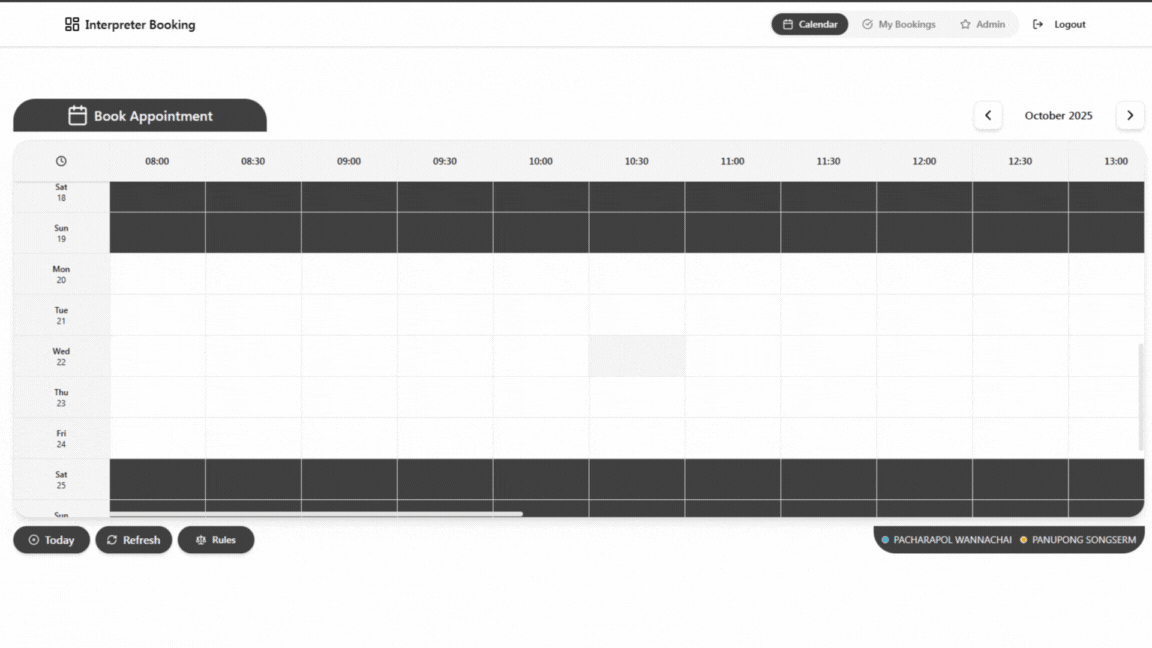 Interpreter Booking
Calendar My Bookings Admin Logout
Book Appointment
October 2025
08:00 08:30 09:00 09:30 10:00 10:30 11:00 11:30 12:00 12:30 13:00
Sat
18
Sun
19
Mon
20
Tue
21
Wed
22
Thu
23
Fri
24
Sat
25
Sun
Today Refresh Rules
PACHARAPOL WANNACHAI PANUPONG SONGSERM